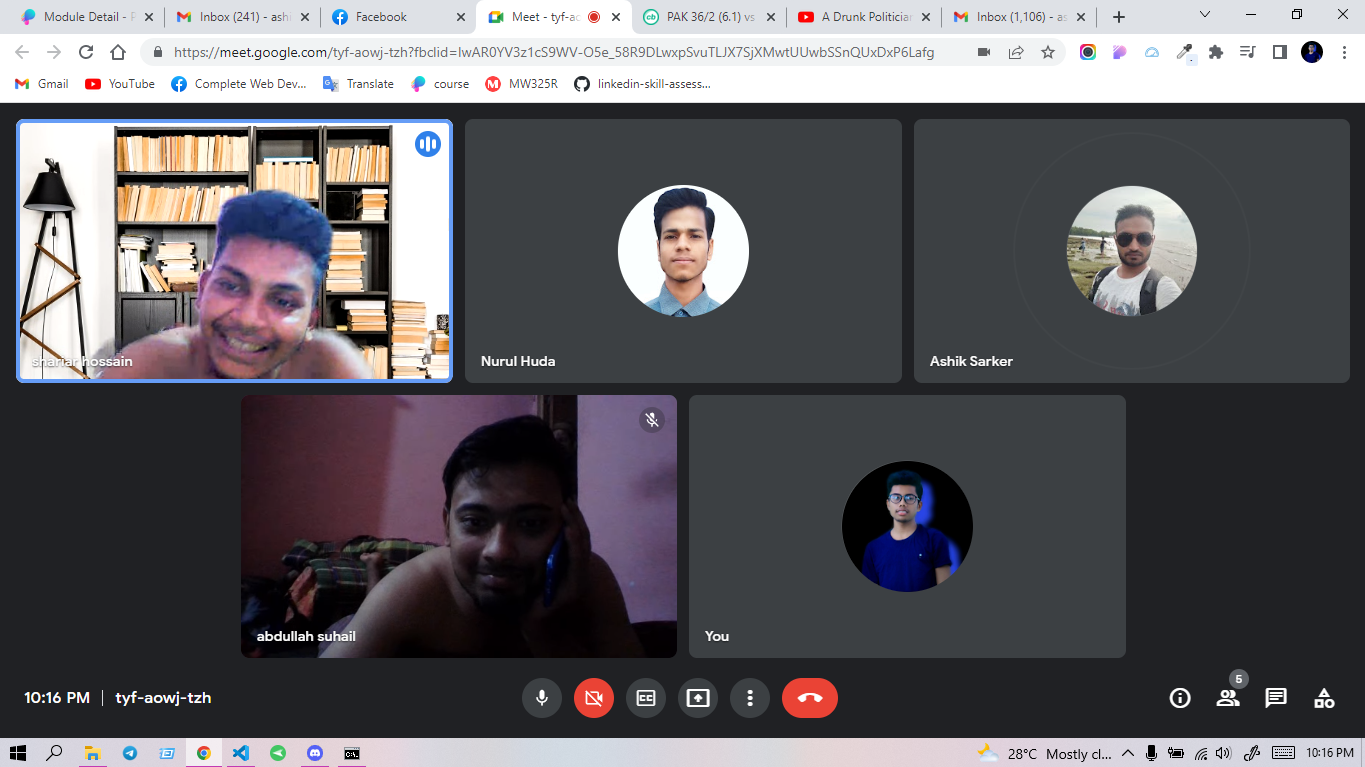 Module Detail - P
Inbox (241) - ashi
Facebook
Meet - tyf-ao
PAK 36/2 (6.1) vs
A Drunk Politician
Inbox (1,106) - as
https://meet.google.com/tyf-aowj-tzh?fbclid=IwAR0YV3z1cS9WV-O5e_58R9DLwxpSvuTLJX7SjXMwtUUwbSSnQUxDxP6Lafg
Gmail
YouTube
Complete Web Dev...
Translate
course
MW325R
linkedin-skill-assess...
shariar hossain
Nurul Huda
Ashik Sarker
abdullah suhail
You
10:16 PM | tyf-aowj-tzh
5
28°C Mostly cl...
10:16 PM